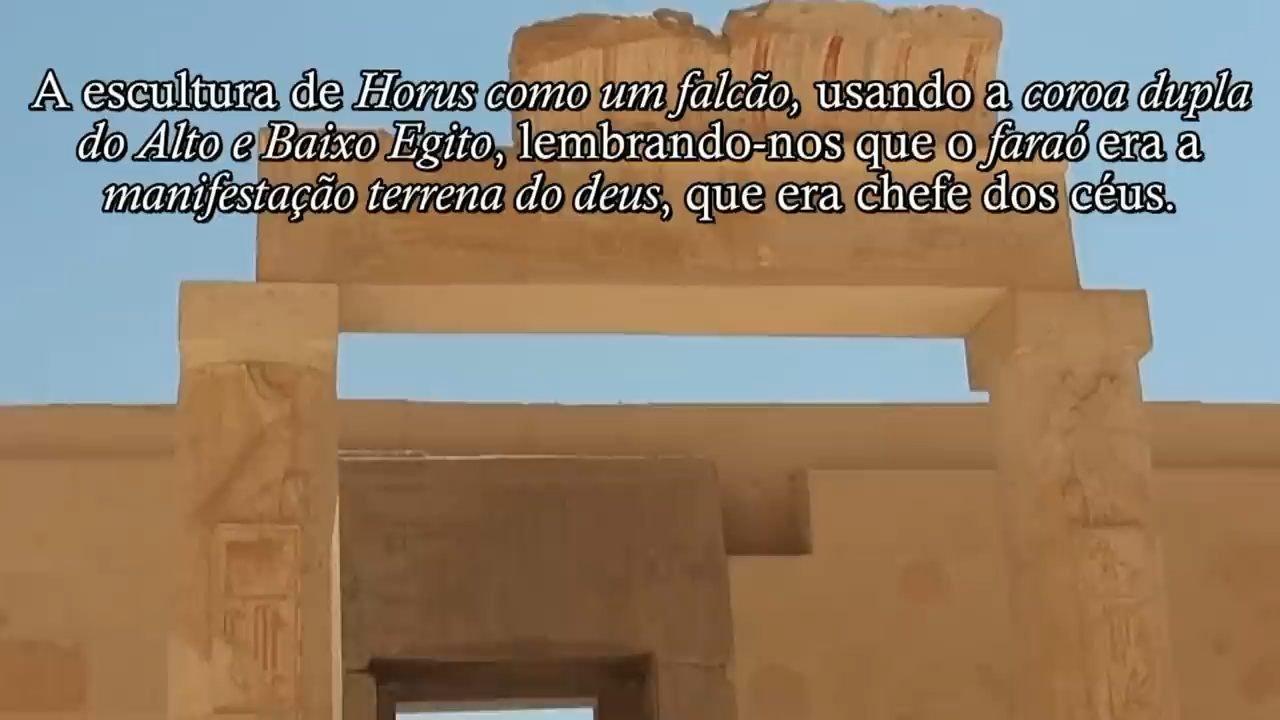 A escultura de Horus como um falcão, usando a coroa dupla
do Alto e Baixo Egito, lembrando-nos que o faraó era a
manifestação terrena do deus, que era chefe dos céus.